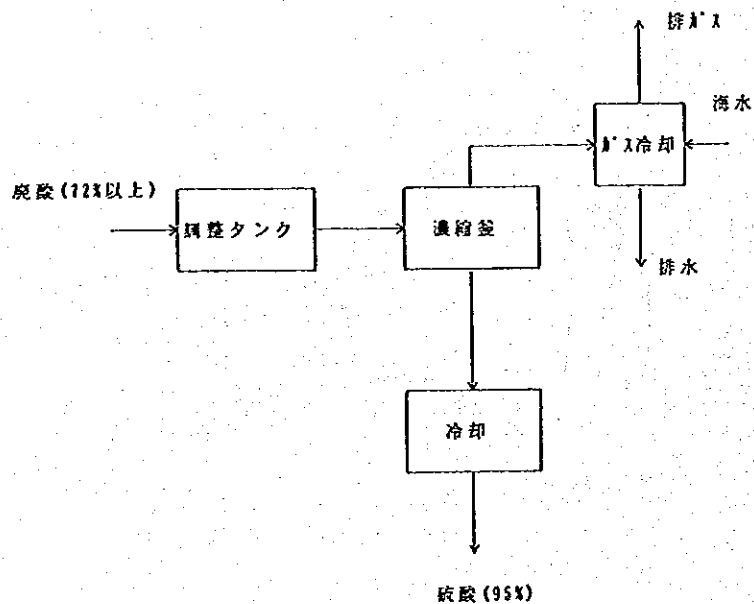 排ガス
海水
ガス冷却
廃酸(72%以上)
調整タンク
濃縮釜
排水
冷却
硫酸(95%)